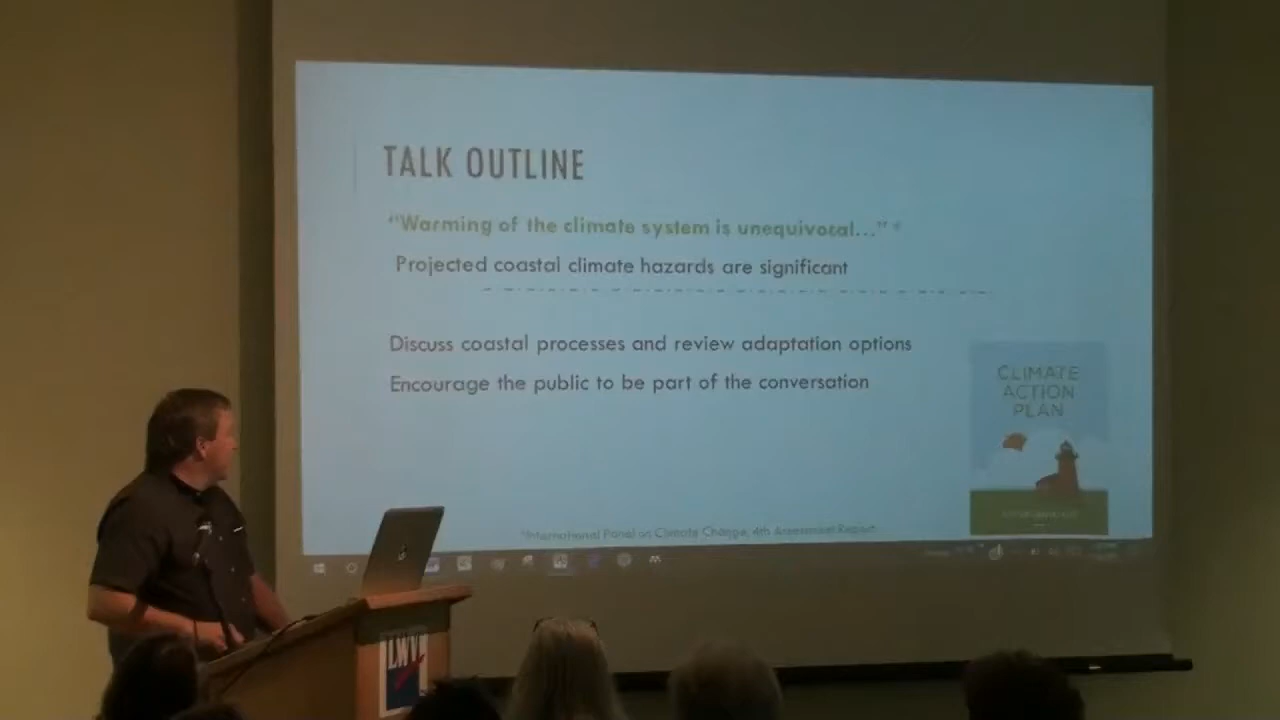 TALK OUTLINE
“Warming of the climate system is unequivocal...” *
Projected coastal climate hazards are significant
Discuss coastal processes and review adaptation options
Encourage the public to be part of the conversation
CLIMATE
ACTION
PLAN
*International Panel on Climate Change, 4th Assessment Report
LWV